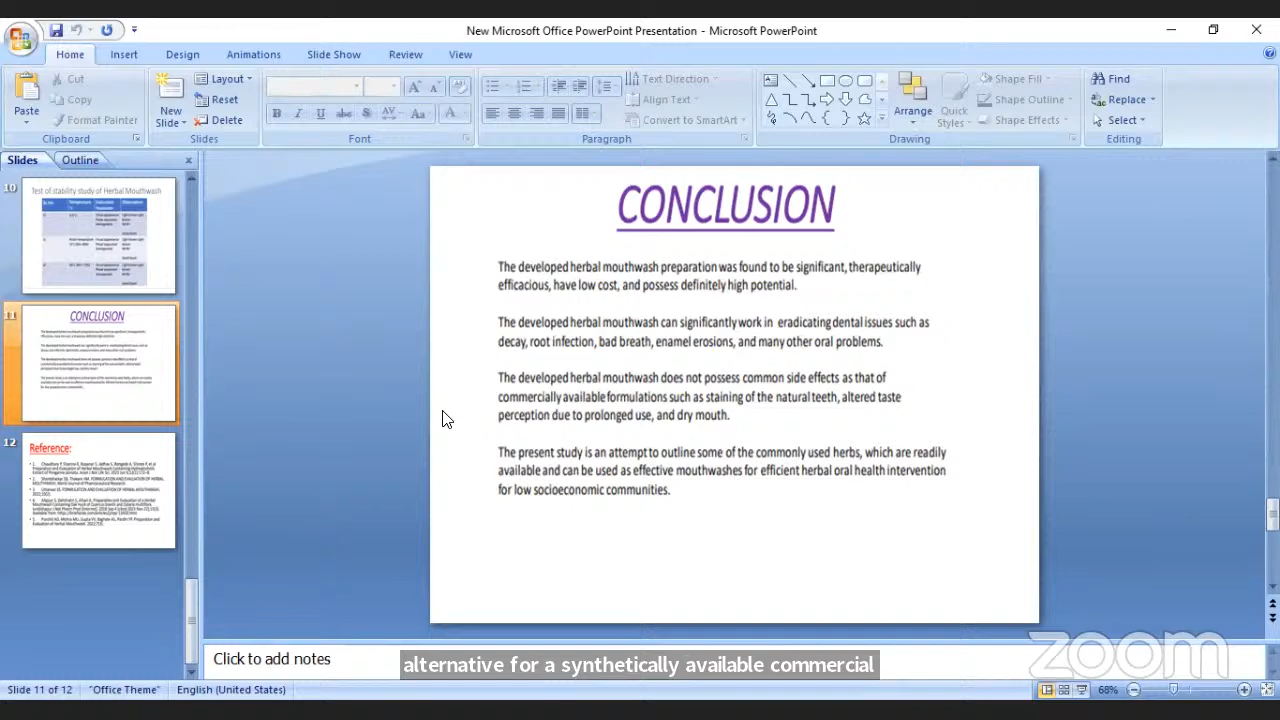 New Microsoft Office PowerPoint Presentation - Microsoft PowerPoint
Home Insert Design Animations Slide Show Review View
Paste
Cut
Copy
Format Painter
Clipboard
New
Slide
Layout
Reset
Delete
Slides
B I U abc S AV Aa A
Font
Text Direction
Align Text
Convert to SmartArt
Paragraph
Arrange
Quick
Styles
Shape Fill
Shape Outline
Shape Effects
Drawing
Find
Replace
Select
Editing
Slides Outline
10
Test of stability study of Herbal Mouthwash
11
CONCLUSION
12
Reference:
CONCLUSION
The developed herbal mouthwash preparation was found to be significant, therapeutically
efficacious, have low cost, and possess definitely high potential.
The developed herbal mouthwash can significantly work in eradicating dental issues such as
decay, root infection, bad breath, enamel erosions, and many other oral problems.
The developed herbal mouthwash does not possess common side effects as that of
commercially available formulations such as staining of the natural teeth, altered taste
perception due to prolonged use, and dry mouth.
The present study is an attempt to outline some of the commonly used herbs, which are readily
available and can be used as effective mouthwashes for efficient herbal oral health intervention
for low socioeconomic communities.
zoom
Click to add notes
alternative for a synthetically available commercial
Slide 11 of 12 "Office Theme" English (United States) 68%